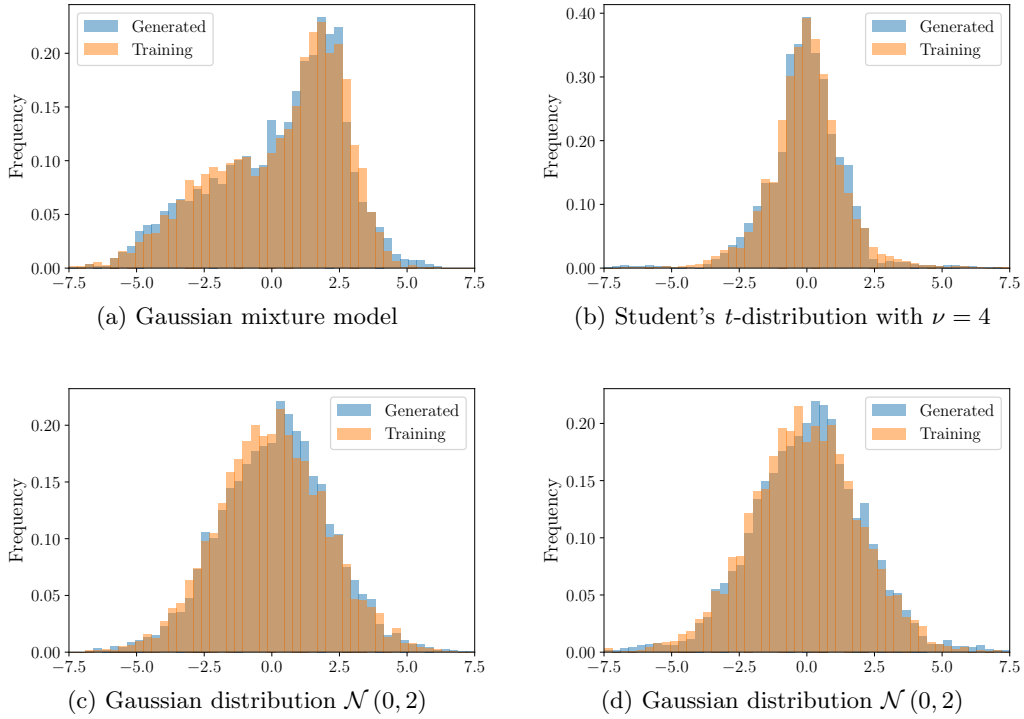 Generated
Training
Frequency
0.20
0.15
0.10
0.05
0.00
−7.5 −5.0 −2.5 0.0 2.5 5.0 7.5
(a) Gaussian mixture model
Generated
Training
Frequency
0.40
0.30
0.20
0.10
0.00
−7.5 −5.0 −2.5 0.0 2.5 5.0 7.5
(b) Student's t-distribution with ν = 4
Generated
Training
Frequency
0.20
0.15
0.10
0.05
0.00
−7.5 −5.0 −2.5 0.0 2.5 5.0 7.5
(c) Gaussian distribution 𝒩 (0, 2)
Generated
Training
Frequency
0.20
0.15
0.10
0.05
0.00
−7.5 −5.0 −2.5 0.0 2.5 5.0 7.5
(d) Gaussian distribution 𝒩 (0, 2)